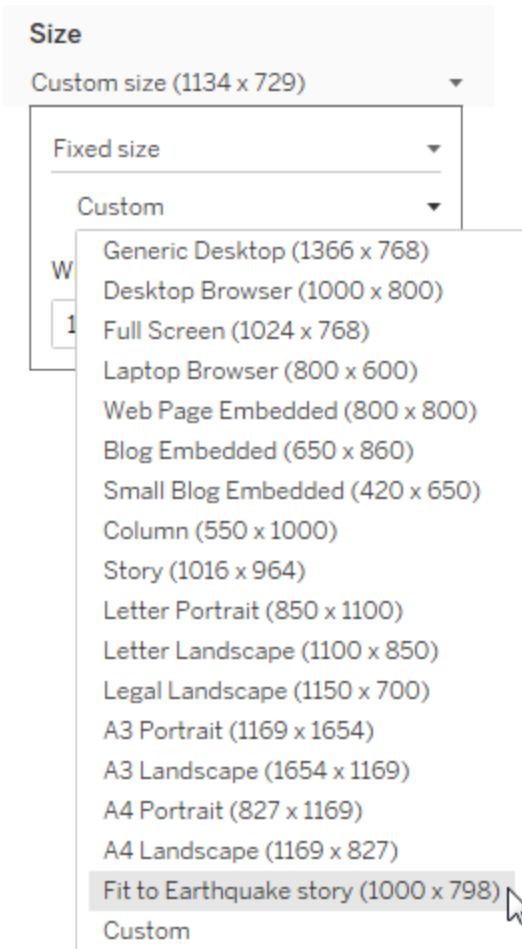 Size
Custom size (1134 x 729)
Fixed size
Custom
W
1
Generic Desktop (1366 x 768)
Desktop Browser (1000 x 800)
Full Screen (1024 x 768)
Laptop Browser (800 x 600)
Web Page Embedded (800 x 800)
Blog Embedded (650 x 860)
Small Blog Embedded (420 x 650)
Column (550 x 1000)
Story (1016 x 964)
Letter Portrait (850 x 1100)
Letter Landscape (1100 x 850)
Legal Landscape (1150 x 700)
A3 Portrait (1169 x 1654)
A3 Landscape (1654 x 1169)
A4 Portrait (827 x 1169)
A4 Landscape (1169 x 827)
Fit to Earthquake story (1000 x 798)
Custom